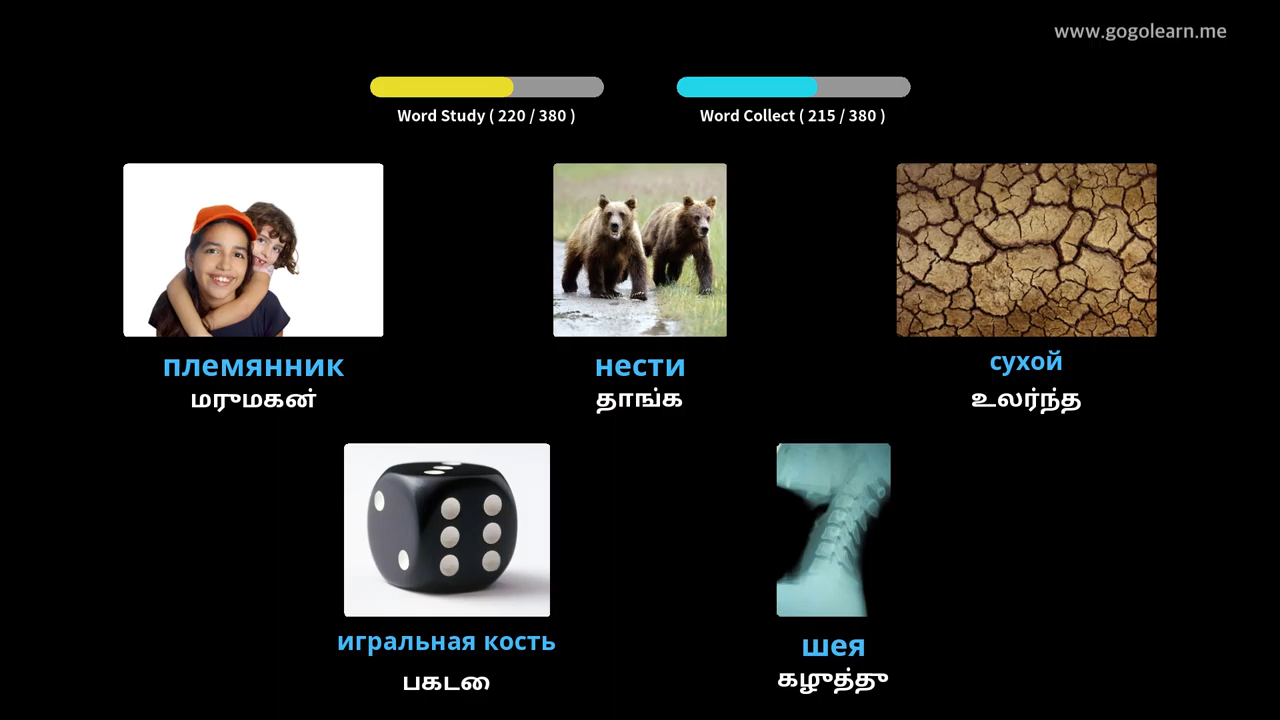 www.gogolearn.me
Word Study ( 220 / 380 )
Word Collect ( 215 / 380 )
племянник
மருமகன்
нести
தாங்க
сухой
உலர்ந்த
игральная кость
பகடை
шея
கழுத்து